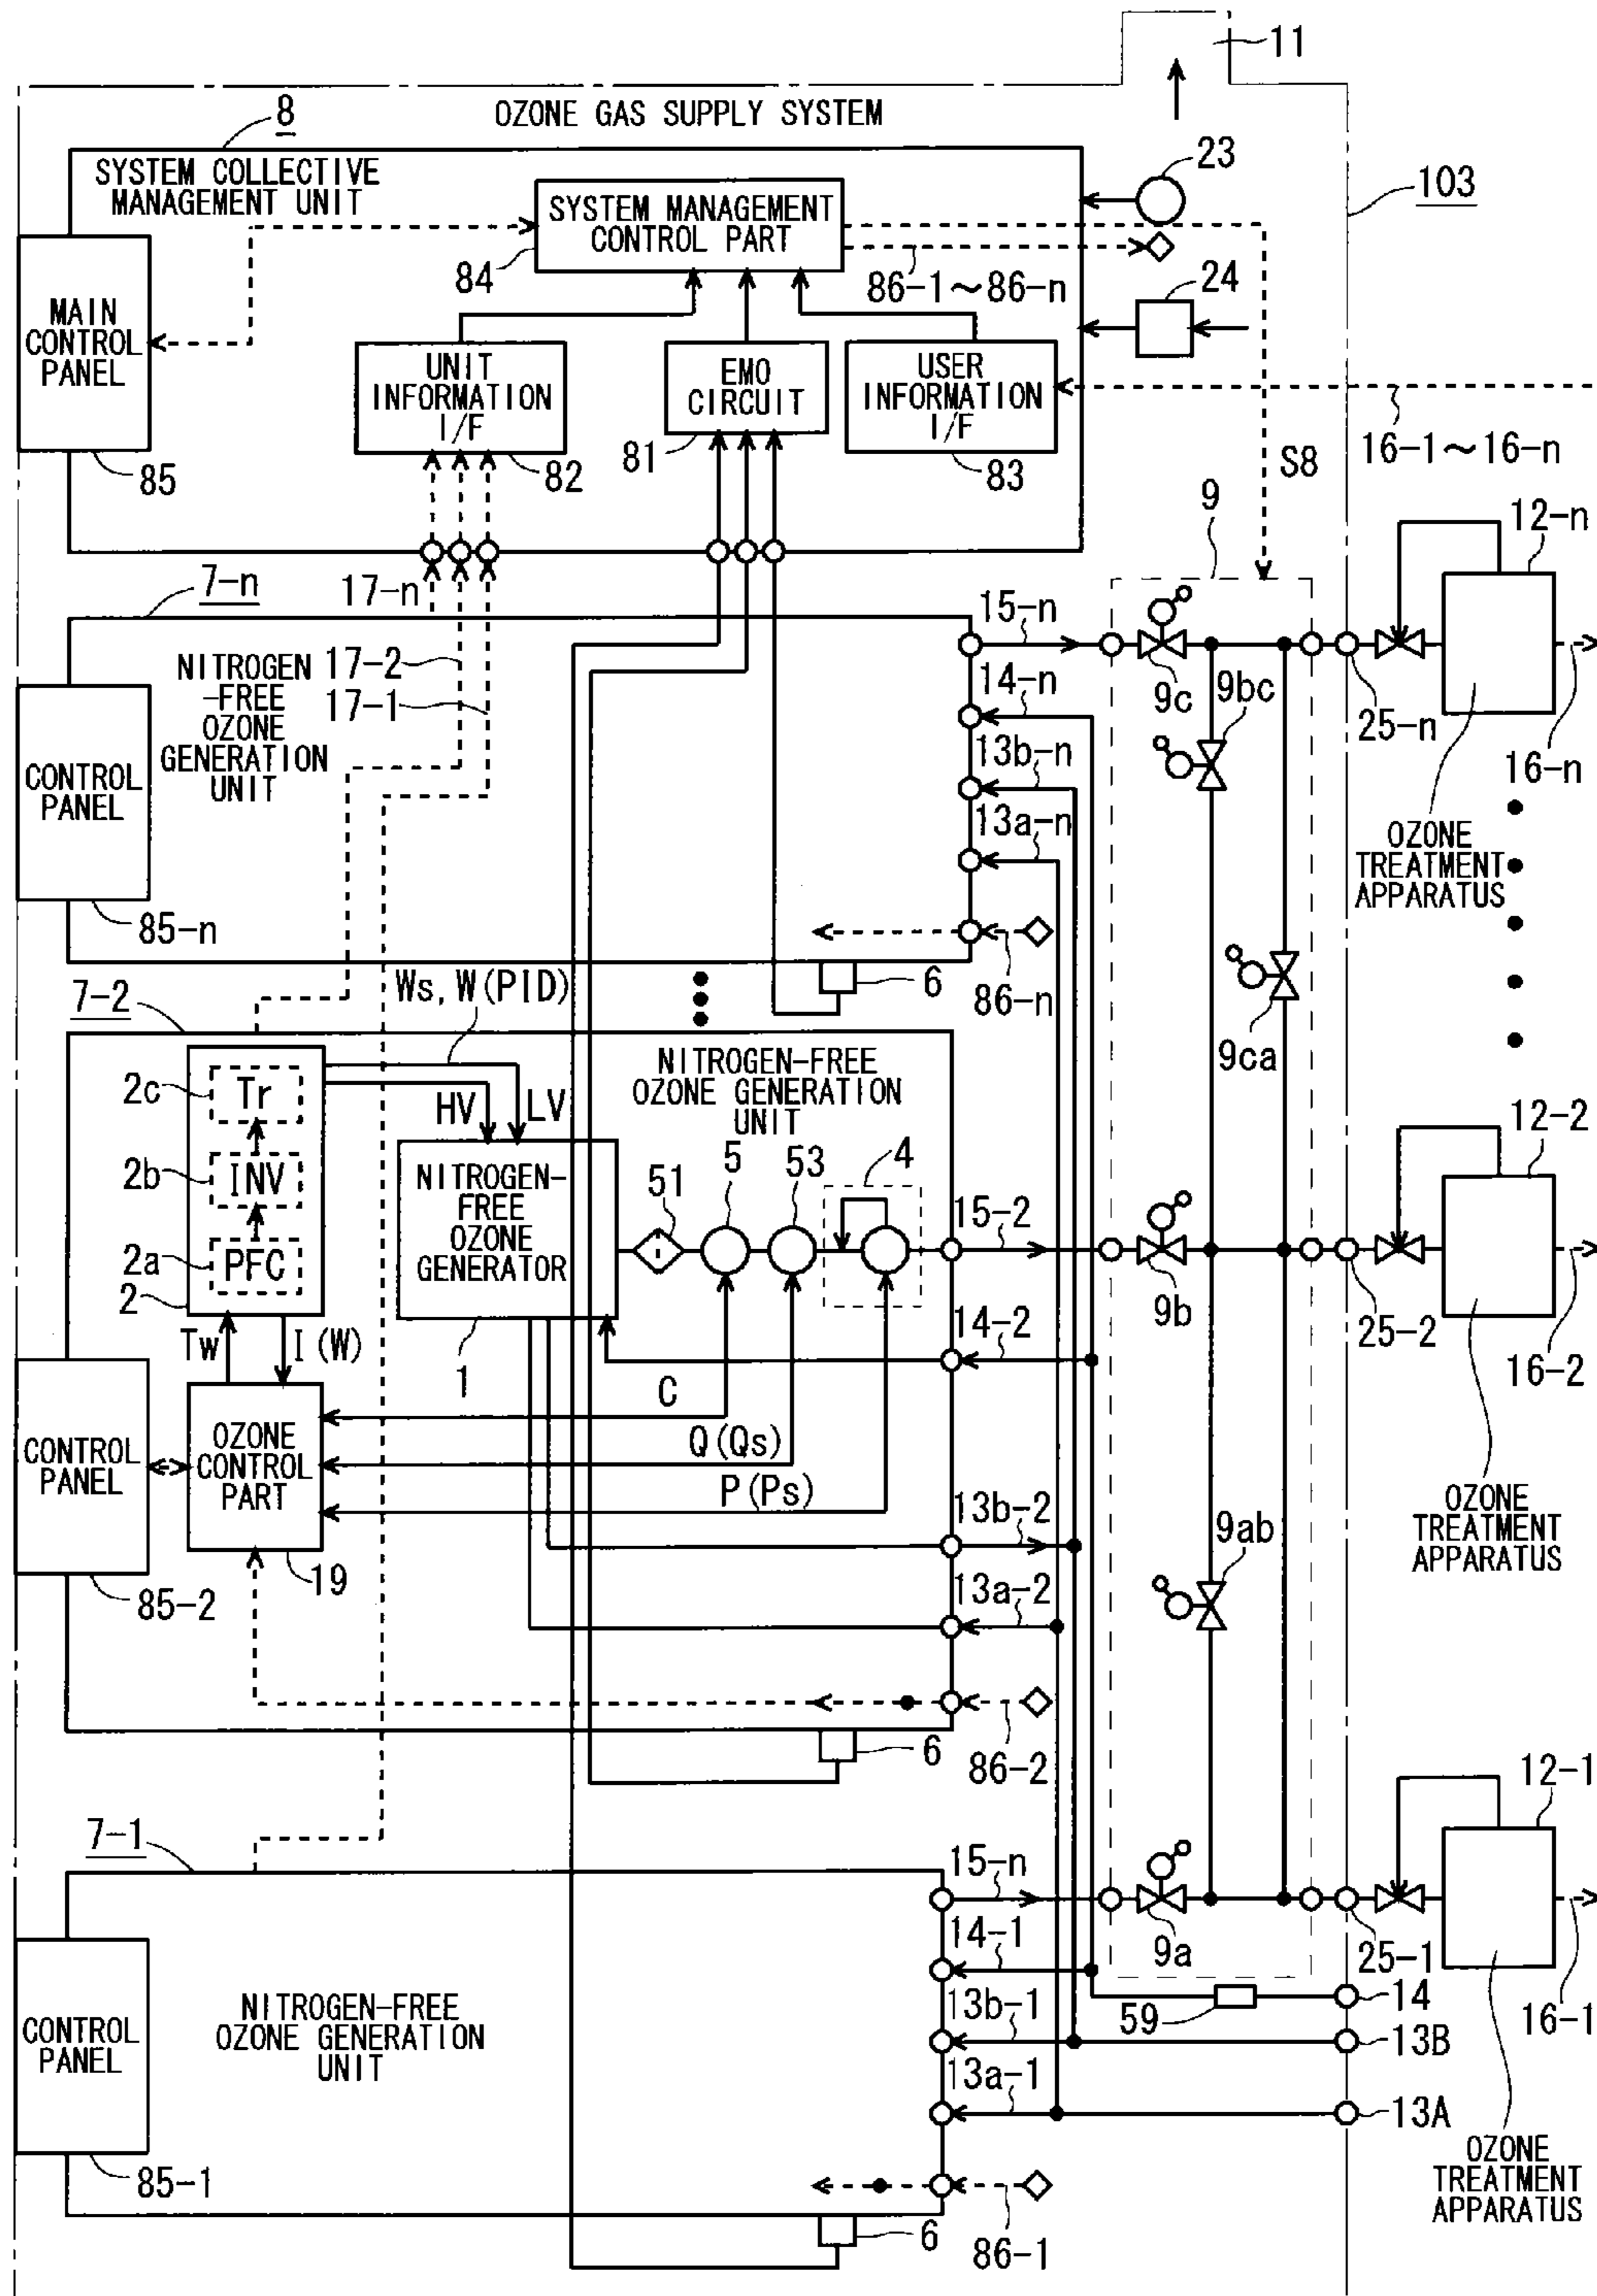 11
OZONE GAS SUPPLY SYSTEM
8
SYSTEM COLLECTIVE
MANAGEMENT UNIT
23
103
SYSTEM MANAGEMENT
CONTROL PART
84
86-1～86-n
24
MAIN
CONTROL
PANEL
85
UNIT
INFORMATION
I/F
82
EMO
CIRCUIT
81
USER
INFORMATION
I/F
83
S8
16-1～16-n
9
12-n
7-n
17-n
15-n
NITROGEN
-FREE
OZONE
GENERATION
UNIT
17-2
17-1
14-n
9c
9bc
25-n
16-n
13b-n
13a-n
CONTROL
PANEL
85-n
OZONE
TREATMENT
APPARATUS
6
86-n
9ca
7-2
Ws, W(PID)
NITROGEN-FREE
OZONE GENERATION
UNIT
2c
Tr
HV
LV
2b
INV
2a
PFC
2
NITROGEN-
FREE
OZONE
GENERATOR
1
51
5
53
4
15-2
12-2
9b
25-2
16-2
14-2
Tw
I(W)
C
Q(Qs)
P(Ps)
CONTROL
PANEL
OZONE
CONTROL
PART
19
85-2
13b-2
13a-2
9ab
OZONE
TREATMENT
APPARATUS
6
86-2
7-1
12-1
15-n
14-1
9a
25-1
16-1
13b-1
59
14
13B
13a-1
13A
CONTROL
PANEL
NITROGEN-FREE
OZONE GENERATION
UNIT
85-1
OZONE
TREATMENT
APPARATUS
6
86-1